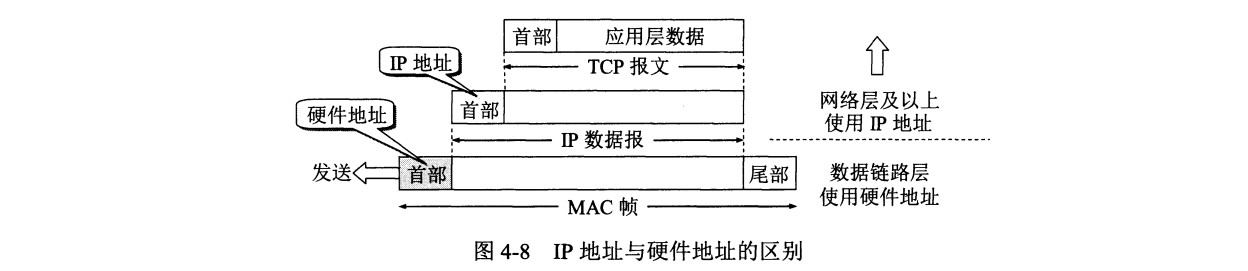 首部 应用层数据
IP 地址
TCP 报文
首部
网络层及以上
使用 IP 地址
硬件地址
IP 数据报
发送
首部
尾部
数据链路层
使用硬件地址
MAC 帧
图 4-8 IP 地址与硬件地址的区别